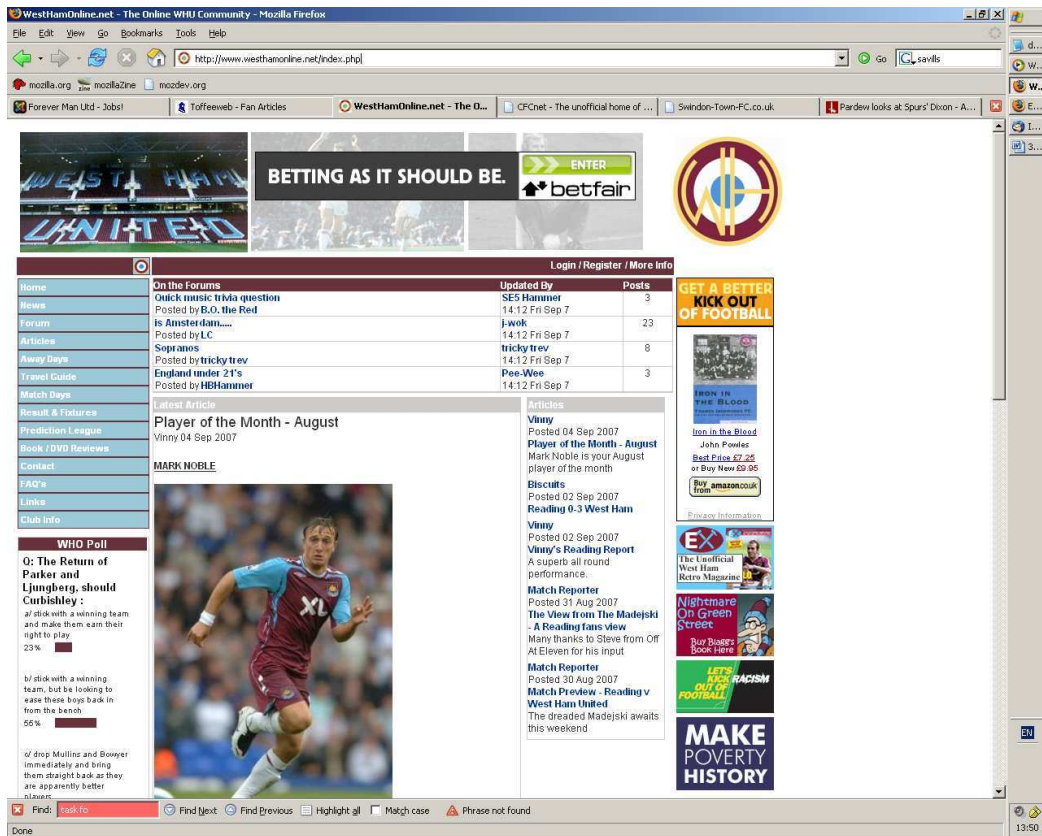 WestHamOnline.net - The Online WHU Community - Mozilla Firefox
File Edit View Go Bookmarks Tools Help
http://www.westhamonline.net/index.php
Go
savills
mozilla.org mozillaZine mozdev.org
Forever Man Utd - Jobs!
Toffeeweb - Fan Articles
WestHamOnline.net - The O...
CFCnet - The unofficial home of ...
Swindon-Town-FC.co.uk
Pardew looks at Spurs' Dixon - A...
d...
W...
W..
E...
I...
3...
WEST HAM
UNITED
BETTING AS IT SHOULD BE.
ENTER
betfair
Login / Register / More Info
Home
News
Forum
Articles
Away Days
Travel Guide
Match Days
Result & Fixtures
Prediction League
Book / DVD Reviews
Contact
FAQ's
Links
Club Info
On the Forums Updated By Posts
Quick music trivia question SE5 Hammer 3
Posted by B.O. the Red 14:12 Fri Sep 7
is Amsterdam..... j-wok 23
Posted by LC 14:12 Fri Sep 7
Sopranos tricky trev 8
Posted by tricky trev 14:12 Fri Sep 7
England under 21's Pee-Wee 3
Posted by HBHammer 14:12 Fri Sep 7
Latest Article
Player of the Month - August
Vinny 04 Sep 2007
MARK NOBLE
XL
WHO Poll
Q: The Return of
Parker and
Ljungberg, should
Curbishley :
a/ stick with a winning team
and make them earn their
right to play
23%
b/ stick with a winning
team, but be looking to
ease these boys back in
from the bench
55%
c/ drop Mullins and Bowyer
immediately and bring
them straight back as they
are apparently better
players
Articles
Vinny
Posted 04 Sep 2007
Player of the Month - August
Mark Noble is your August
player of the month
Biscuits
Posted 02 Sep 2007
Reading 0-3 West Ham
Vinny
Posted 02 Sep 2007
Vinny's Reading Report
A superb all round
performance.
Match Reporter
Posted 31 Aug 2007
The View from The Madejski
- A Reading fans view
Many thanks to Steve from Off
At Eleven for his input
Match Reporter
Posted 30 Aug 2007
Match Preview - Reading v
West Ham United
The dreaded Madejski awaits
this weekend
GET A BETTER
KICK OUT
OF FOOTBALL
IRON IN
THE BLOOD
Iron in the Blood
John Powles
Best Price £7.25
or Buy New £9.95
Buy from amazon.co.uk
Privacy Information
EX
The Unofficial
West Ham
Retro Magazine
Nightmare
On Green
Street
Buy Blagg's
Book Here
LET'S
KICK RACISM
OUT OF
FOOTBALL
MAKE
POVERTY
HISTORY
Find: task fo Find Next Find Previous Highlight all Match case Phrase not found
Done
EN
13:50